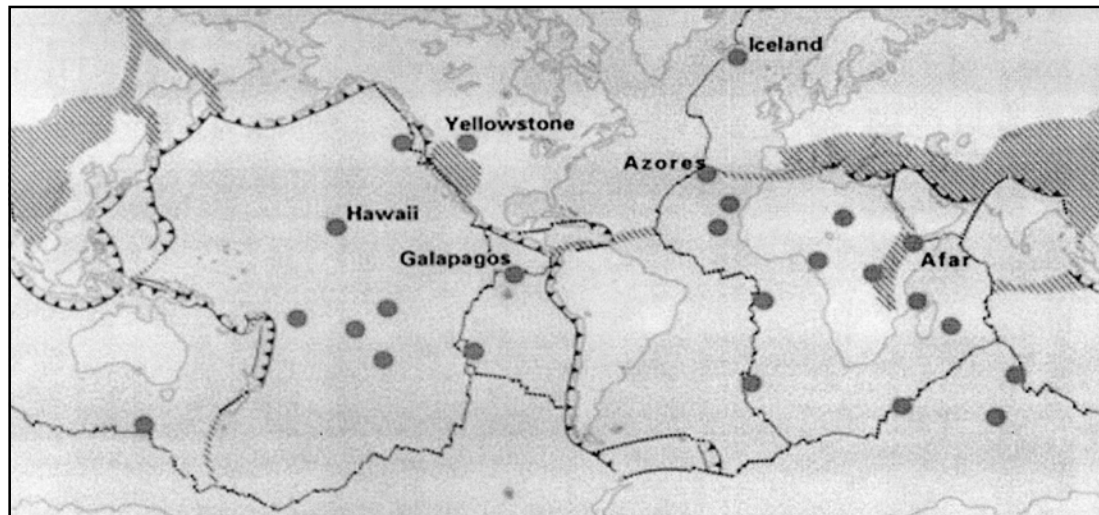 Iceland
Yellowstone
Azores
Hawaii
Galapagos
Afar